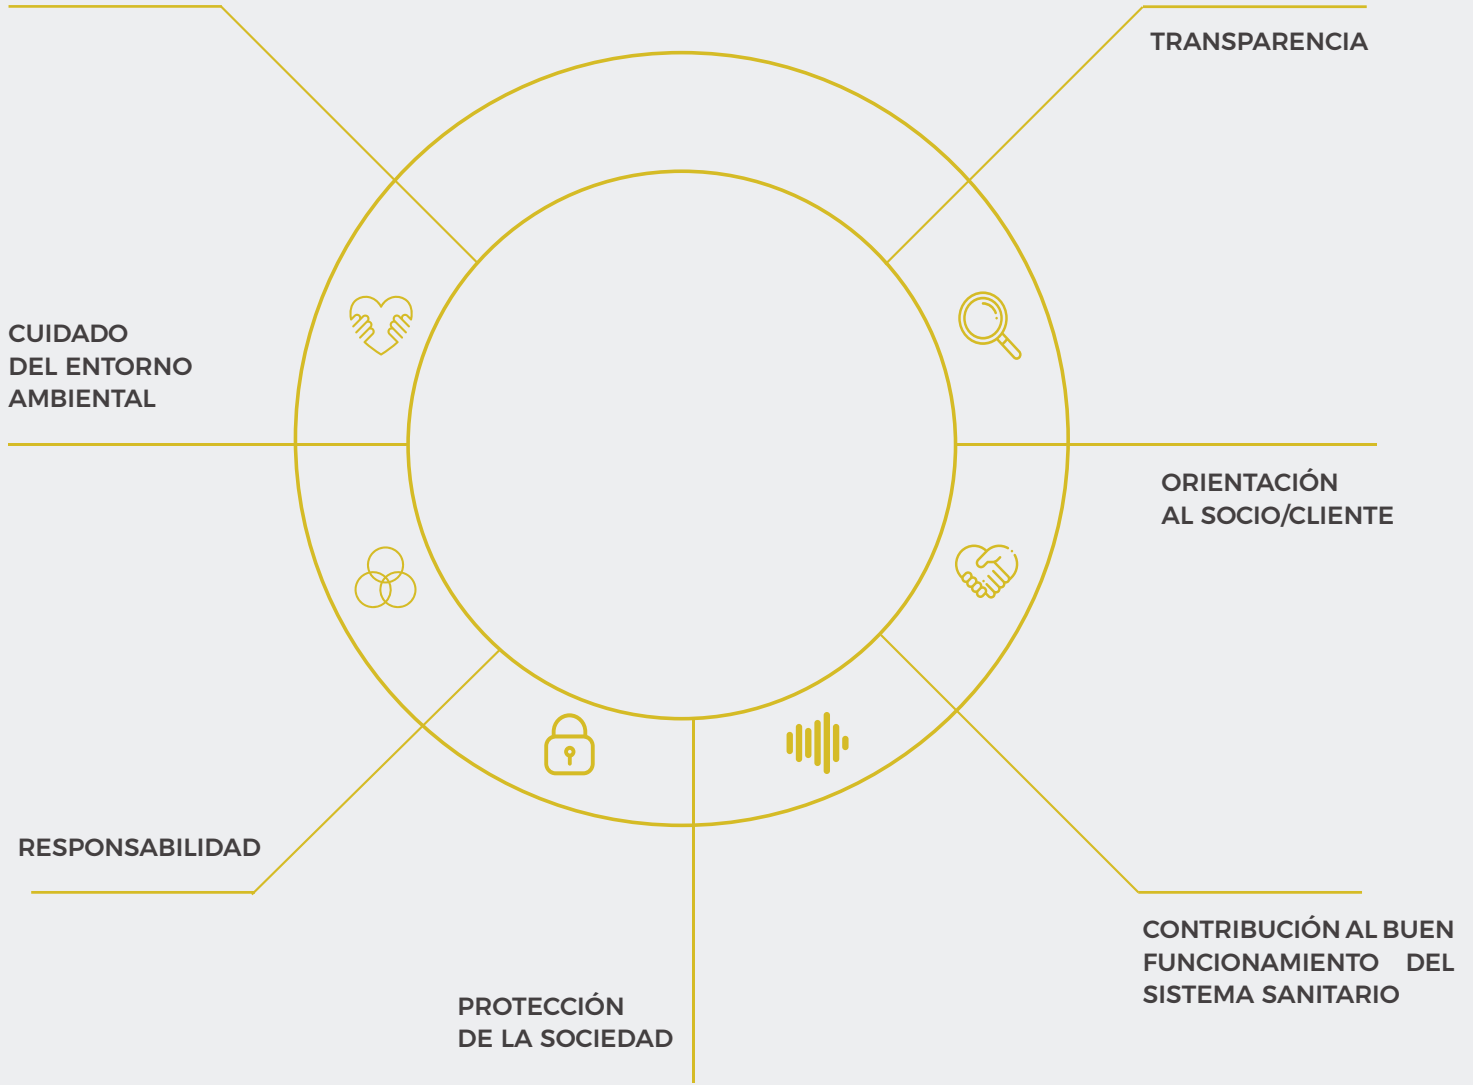 TRANSPARENCIA
CUIDADO
DEL ENTORNO
AMBIENTAL
ORIENTACIÓN
AL SOCIO/CLIENTE
RESPONSABILIDAD
CONTRIBUCIÓN AL BUEN
FUNCIONAMIENTO DEL
SISTEMA SANITARIO
PROTECCIÓN
DE LA SOCIEDAD